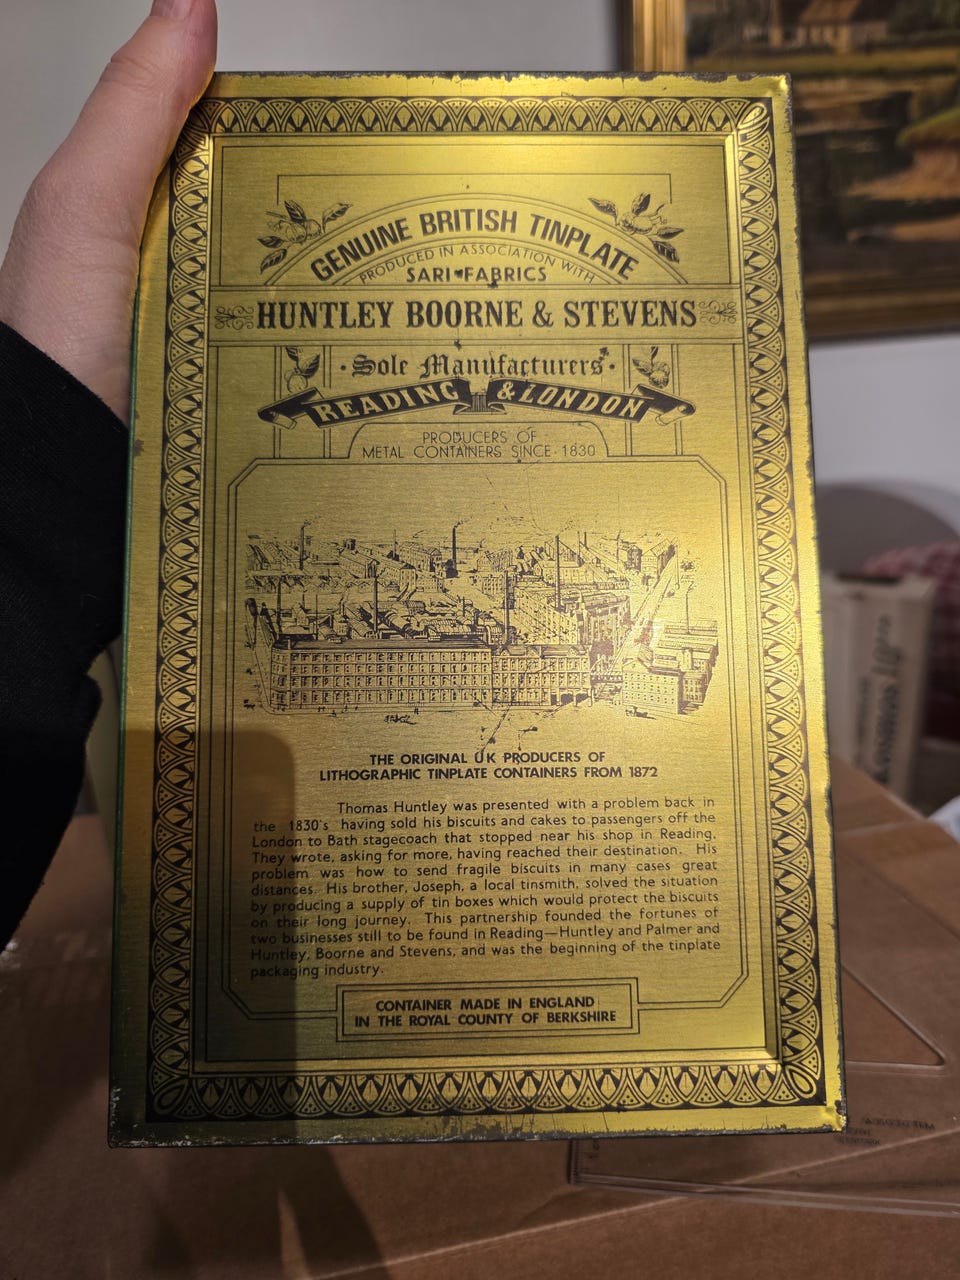 GENUINE BRITISH TINPLATE
PRODUCED IN ASSOCIATION WITH
SARI FABRICS
HUNTLEY BOORNE & STEVENS
· Sole Manufacturers ·
READING & LONDON
PRODUCERS OF
METAL CONTAINERS SINCE · 1830
THE ORIGINAL UK PRODUCERS OF
LITHOGRAPHIC TINPLATE CONTAINERS FROM 1872
Thomas Huntley was presented with a problem back in
the 1830's having sold his biscuits and cakes to passengers off the
London to Bath stagecoach that stopped near his shop in Reading.
They wrote, asking for more, having reached their destination. His
problem was how to send fragile biscuits in many cases great
distances. His brother, Joseph, a local tinsmith, solved the situation
by producing a supply of tin boxes which would protect the biscuits
on their long journey. This partnership founded the fortunes of
two businesses still to be found in Reading—Huntley and Palmer and
Huntley, Boorne and Stevens, and was the beginning of the tinplate
packaging industry.
CONTAINER MADE IN ENGLAND
IN THE ROYAL COUNTY OF BERKSHIRE